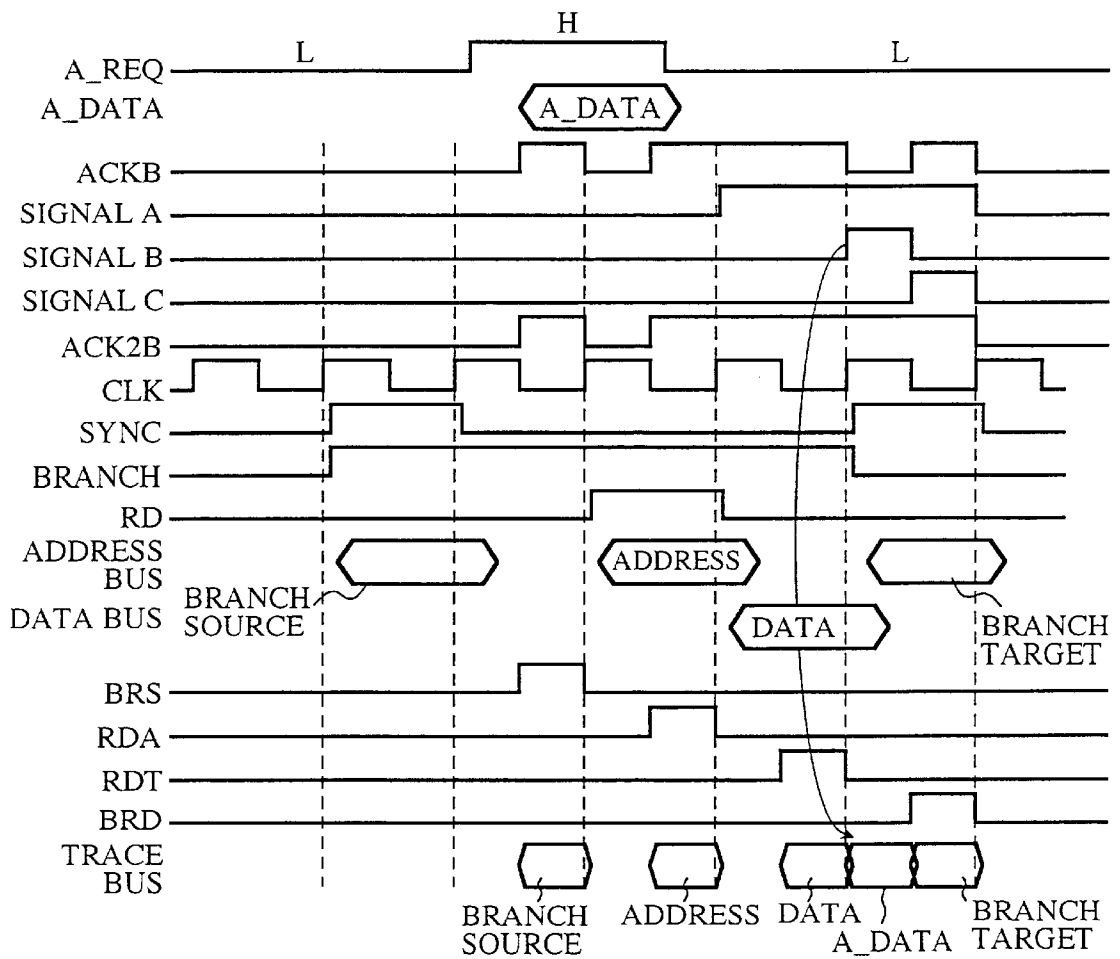 H
L
L
A_REQ
A_DATA
A_DATA
ACKB
SIGNAL A
SIGNAL B
SIGNAL C
ACK2B
CLK
SYNC
BRANCH
RD
ADDRESS
BUS
ADDRESS
BRANCH
SOURCE
DATA BUS
DATA
BRANCH
TARGET
BRS
RDA
RDT
BRD
TRACE
BUS
BRANCH
SOURCE
ADDRESS
DATA
A_DATA
BRANCH
TARGET